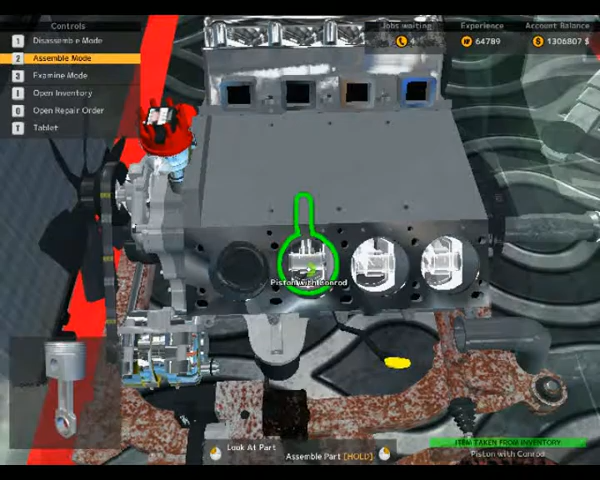 Controls
1 Disassemble Mode
2 Assemble Mode
3 Examine Mode
I Open Inventory
O Open Repair Order
T Tablet
Jobs waiting Experience Account Balance
4 64789 1306807 $
Piston with Conrod
Look At Part
Assemble Part [HOLD]
ITEM TAKEN FROM INVENTORY
Piston with Conrod